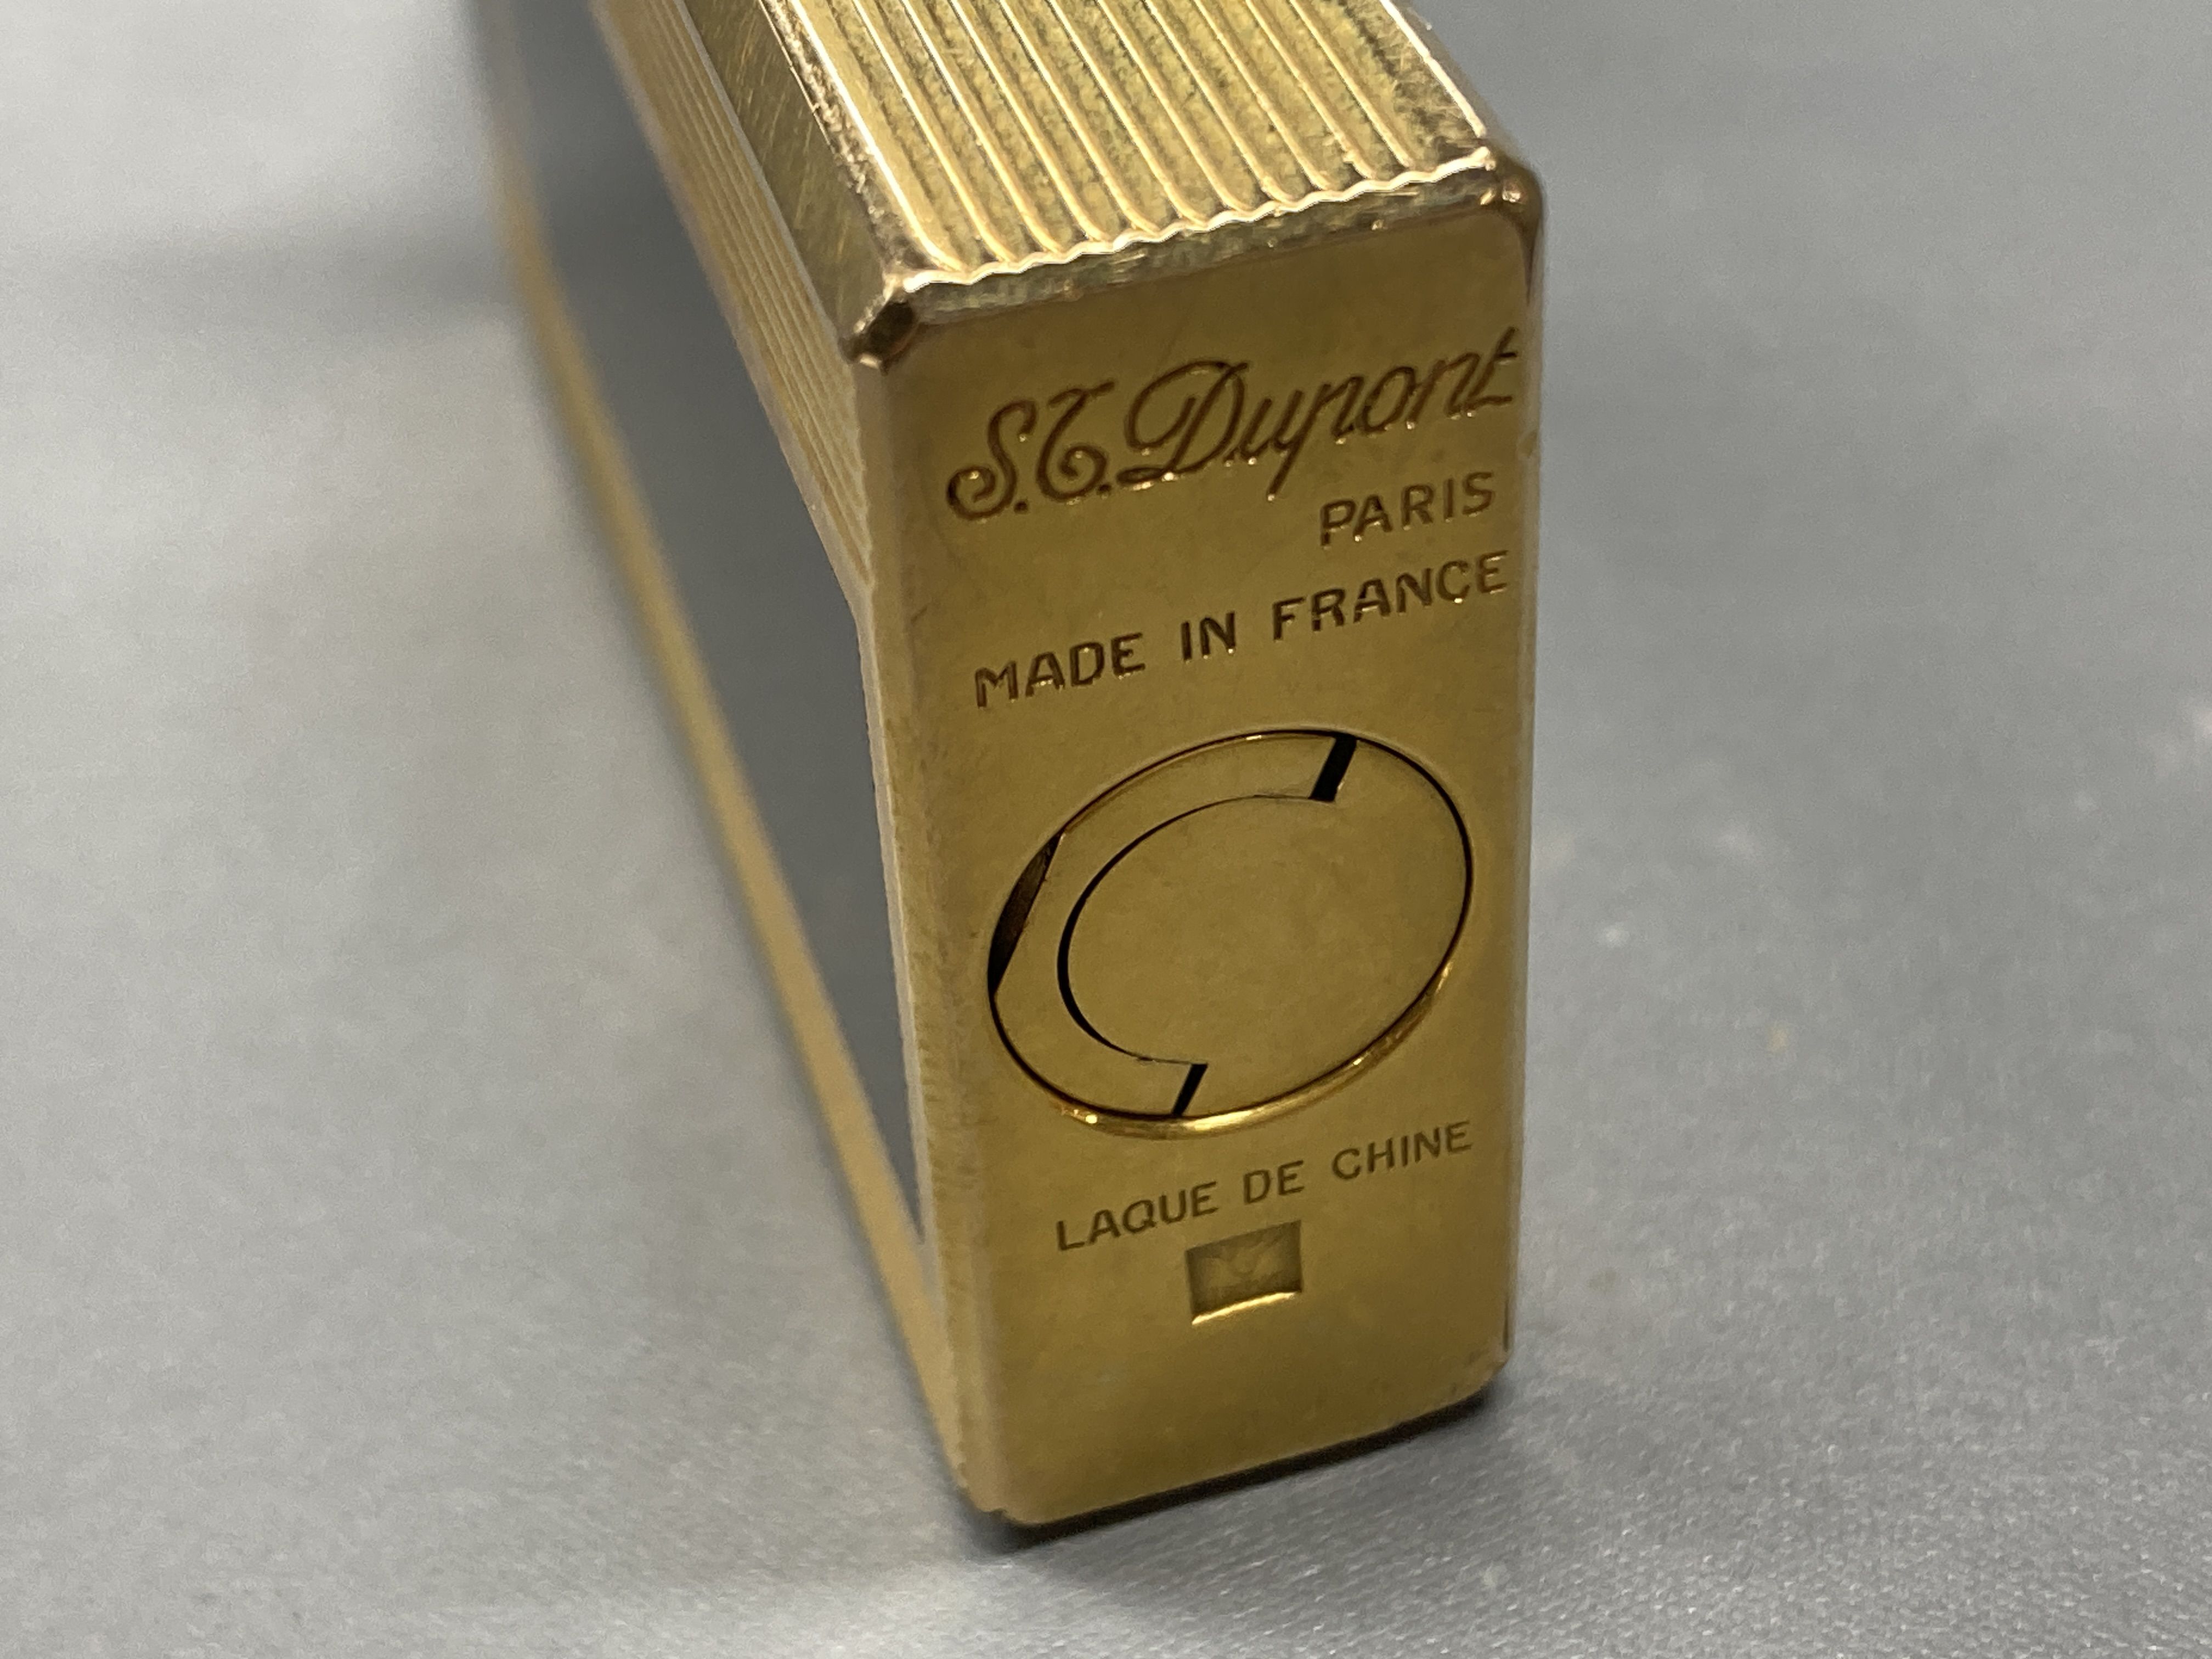 S.T. Dupont
PARIS
MADE IN FRANCE
LAQUE DE CHINE